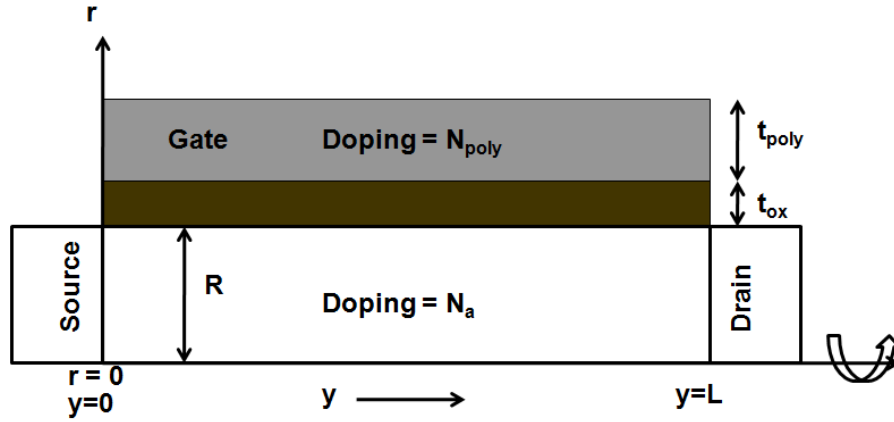 r
Gate
Doping = N_poly
t_poly
t_ox
Source
R
Doping = N_a
Drain
r = 0
y=0
y
y=L